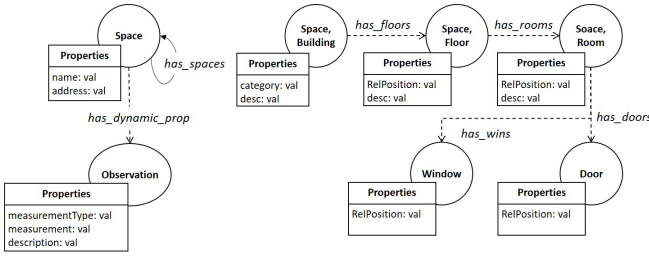 Space
Properties
name: val
address: val
has_spaces
has_dynamic_prop
Observation
Properties
measurementType: val
measurement: val
description: val
Space,
Building
Properties
category: val
desc: val
has_floors
Space,
Floor
Properties
RelPosition: val
desc: val
has_rooms
Soace,
Room
Properties
RelPosition: val
desc: val
has_wins
has_doors
Window
Properties
RelPosition: val
Door
Properties
RelPosition: val